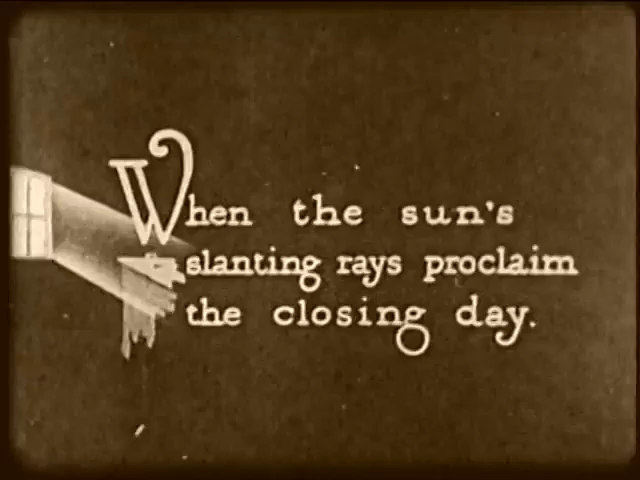 When the sun's
slanting rays proclaim
the closing day.